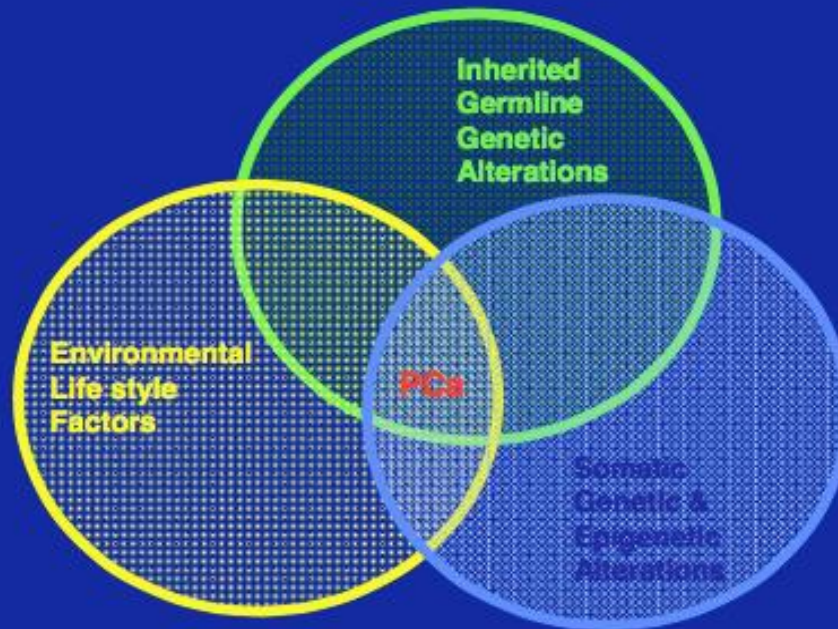 Inherited
Germline
Genetic
Alterations
Environmental
Life style
Factors
PCa
Somatic
Genetic &
Epigenetic
Alterations